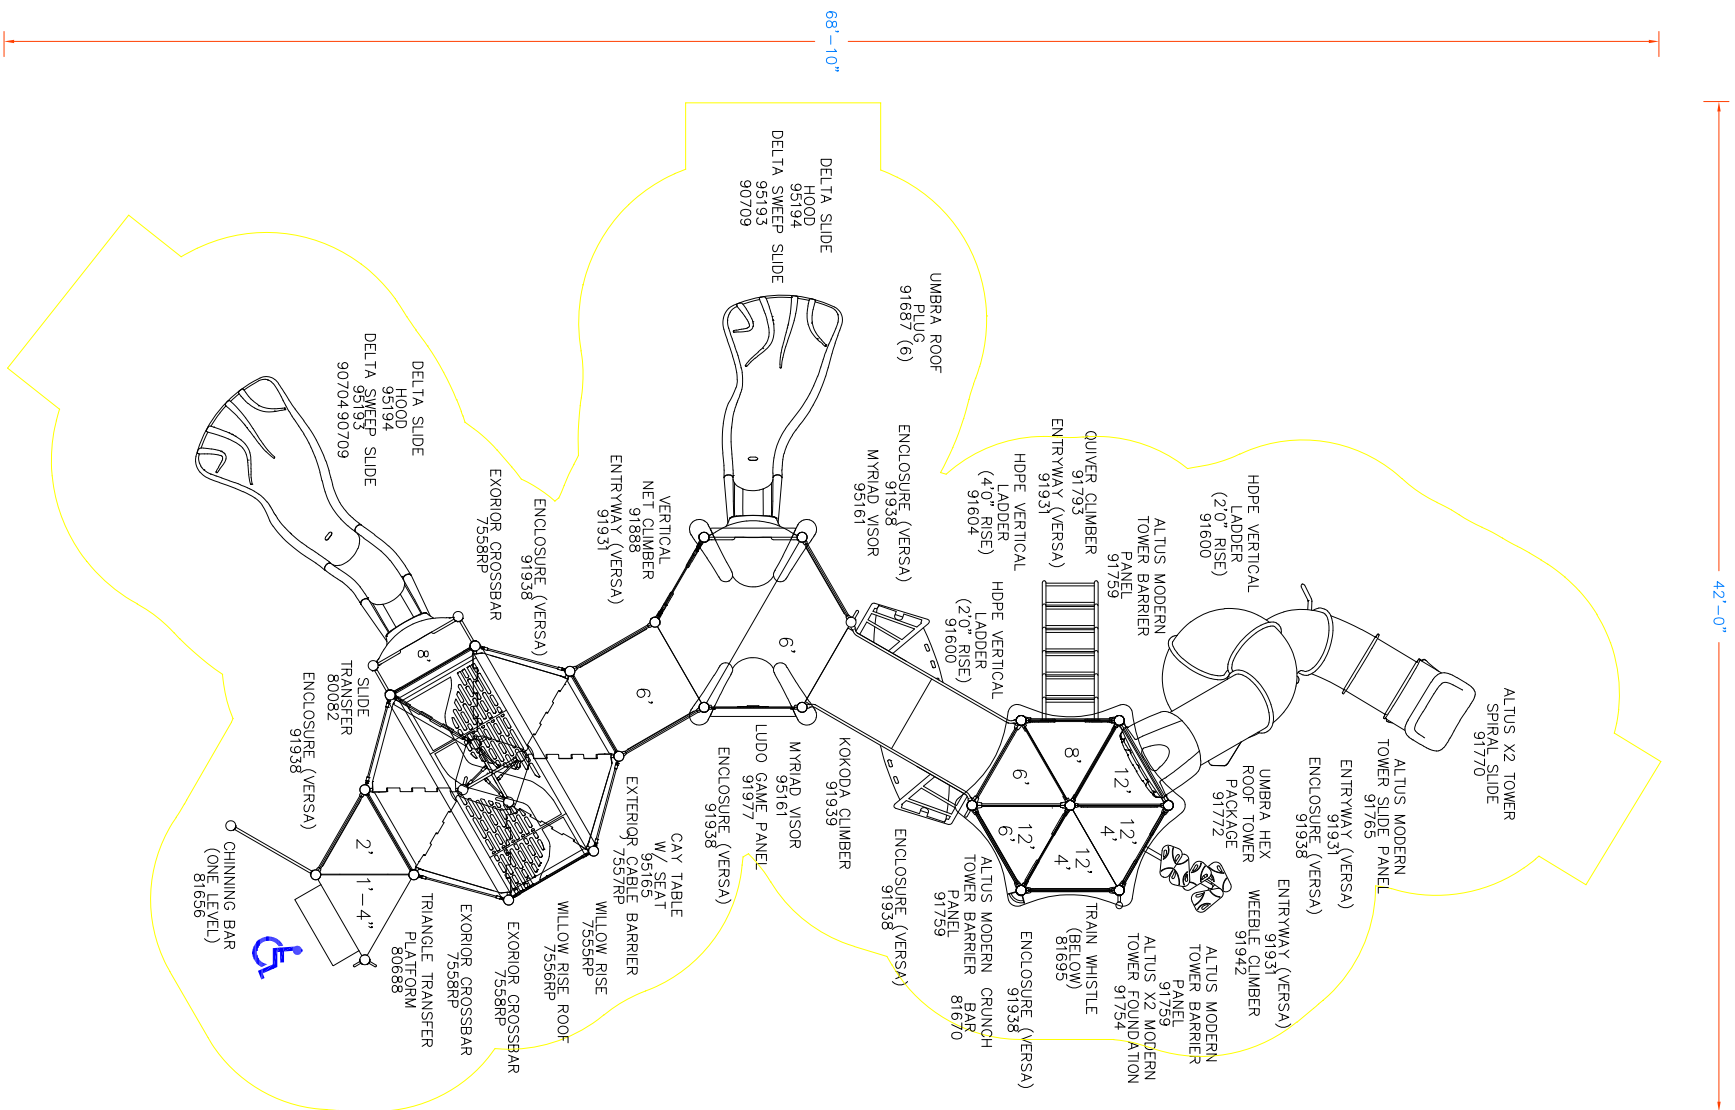 68'-10"
42'-0"
DELTA SLIDE
HOOD
95194
DELTA SWEEP SLIDE
95193
90709
UMBRA ROOF
PLUG
91687 (6)
DELTA SLIDE
HOOD
95194
DELTA SWEEP SLIDE
95193
90704 90709
EXORIOR CROSSBAR
7558RP
ENCLOSURE (VERSA)
91938
ENTRYWAY (VERSA)
91931
VERTICAL
NET CLIMBER
91888
ENCLOSURE (VERSA)
91938
MYRIAD VISOR
95161
HDPE VERTICAL
LADDER
(4'0" RISE)
91604
QUIVER CLIMBER
91793
ENTRYWAY (VERSA)
91931
HDPE VERTICAL
LADDER
(2'0" RISE)
91600
ALTUS MODERN
TOWER BARRIER
PANEL
91759
HDPE VERTICAL
LADDER
(2'0" RISE)
91600
ALTUS X2 TOWER
SPIRAL SLIDE
91770
ALTUS MODERN
TOWER SLIDE PANEL
91765
ENTRYWAY (VERSA)
91931
ENCLOSURE (VERSA)
91938
UMBRA HEX
ROOF TOWER
PACKAGE
91772
ENTRYWAY (VERSA)
91931
WEEBLE CLIMBER
91942
ALTUS MODERN
TOWER BARRIER
PANEL
91759
ALTUS X2 MODERN
TOWER FOUNDATION
91754
TRAIN WHISTLE
(BELOW)
81695
ENCLOSURE (VERSA)
91938
CRUNCH
BAR
81670
ALTUS MODERN
TOWER BARRIER
PANEL
91759
ENCLOSURE (VERSA)
91938
KOKODA CLIMBER
91939
MYRIAD VISOR
95161
LUDO GAME PANEL
91977
ENCLOSURE (VERSA)
91938
CAY TABLE
W/ SEAT
95165
EXTERIOR CABLE BARRIER
7557RP
WILLOW RISE
7555RP
WILLOW RISE ROOF
7556RP
EXORIOR CROSSBAR
7558RP
EXORIOR CROSSBAR
7558RP
TRIANGLE TRANSFER
PLATFORM
80688
SLIDE
TRANSFER
80082
ENCLOSURE (VERSA)
91938
CHINNING BAR
(ONE LEVEL)
81656
8'
6'
6'
2'
1'-4"
8'
6'
12'
12'
4'
12'
4'
12'
6'